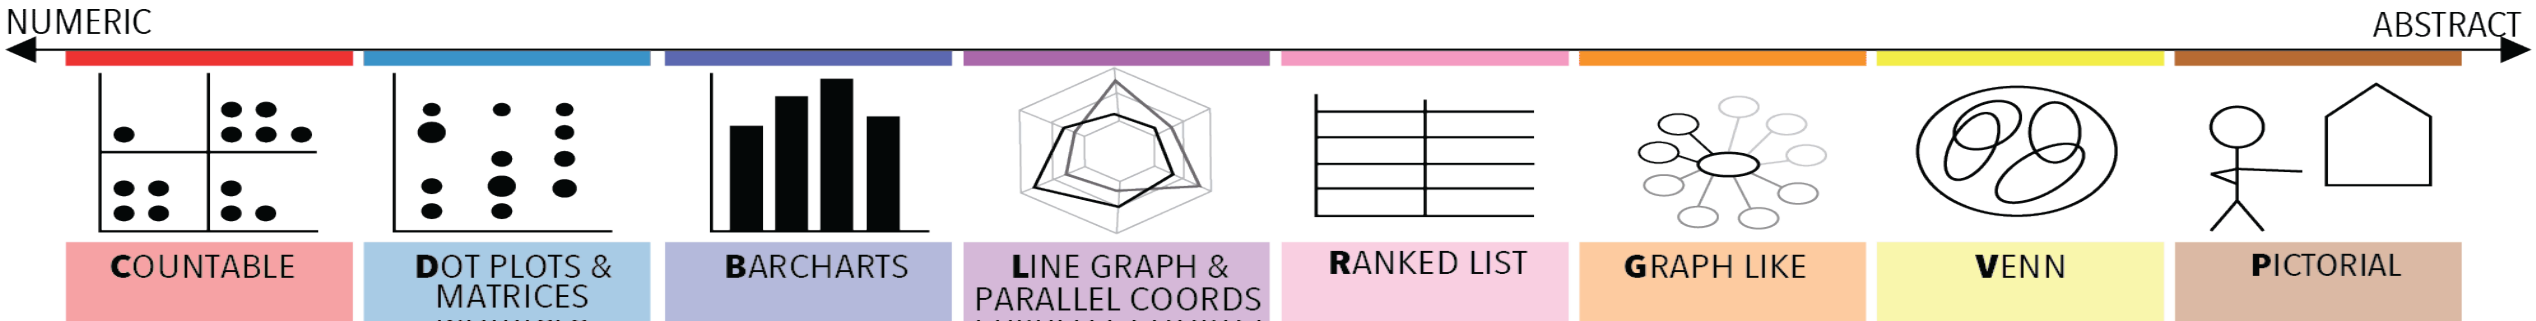 NUMERIC
ABSTRACT
COUNTABLE
DOT PLOTS &
MATRICES
BARCHARTS
LINE GRAPH &
PARALLEL COORDS
RANKED LIST
GRAPH LIKE
VENN
PICTORIAL